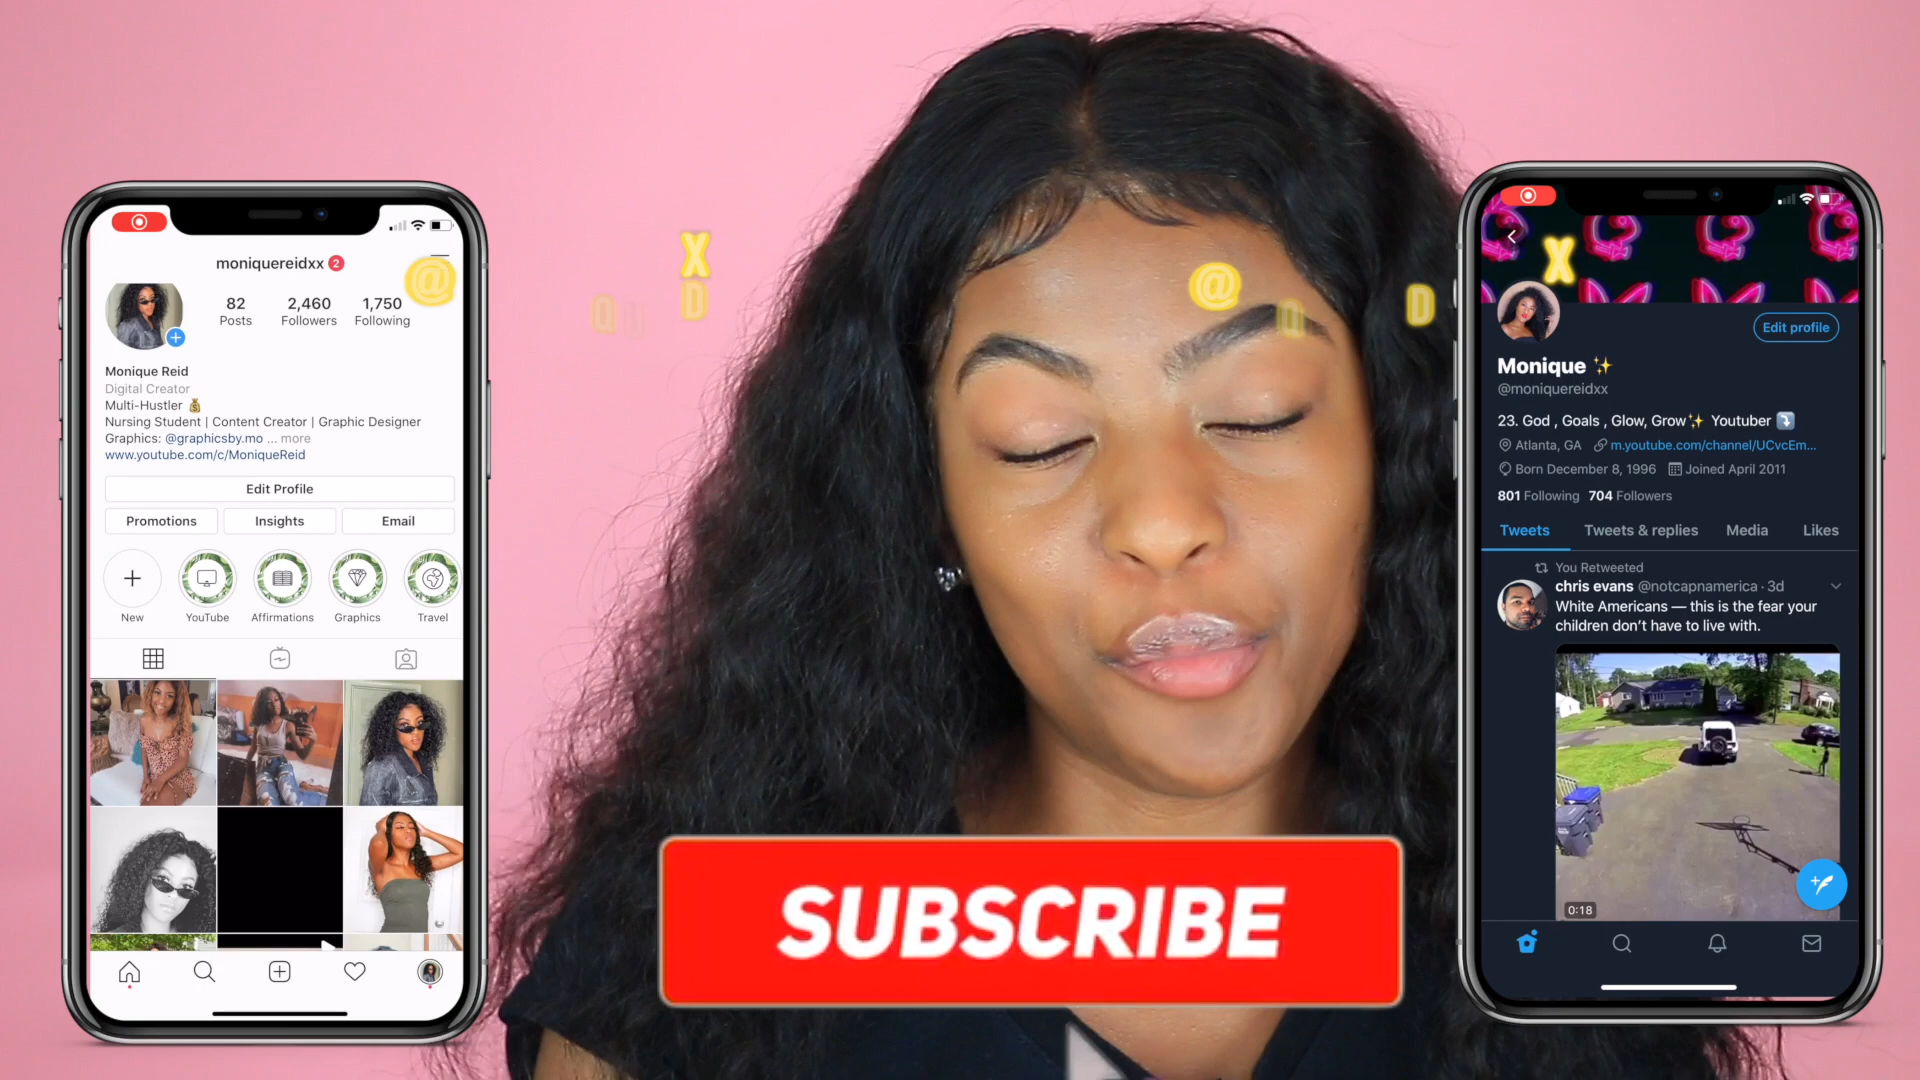 moniquereidxx 2
@
82 2,460 1,750
Posts Followers Following
Monique Reid
Digital Creator
Multi-Hustler
Nursing Student | Content Creator | Graphic Designer
Graphics: @graphicsby.mo ... more
www.youtube.com/c/MoniqueReid
Edit Profile
Promotions Insights Email
New YouTube Affirmations Graphics Travel
X
D
@
D
SUBSCRIBE
X
Edit profile
Monique
@moniquereidxx
23. God , Goals , Glow, Grow Youtuber
Atlanta, GA m.youtube.com/channel/UCvcEm...
Born December 8, 1996 Joined April 2011
801 Following 704 Followers
Tweets Tweets & replies Media Likes
You Retweeted
chris evans @notcapnamerica · 3d
White Americans — this is the fear your
children don't have to live with.
0:18